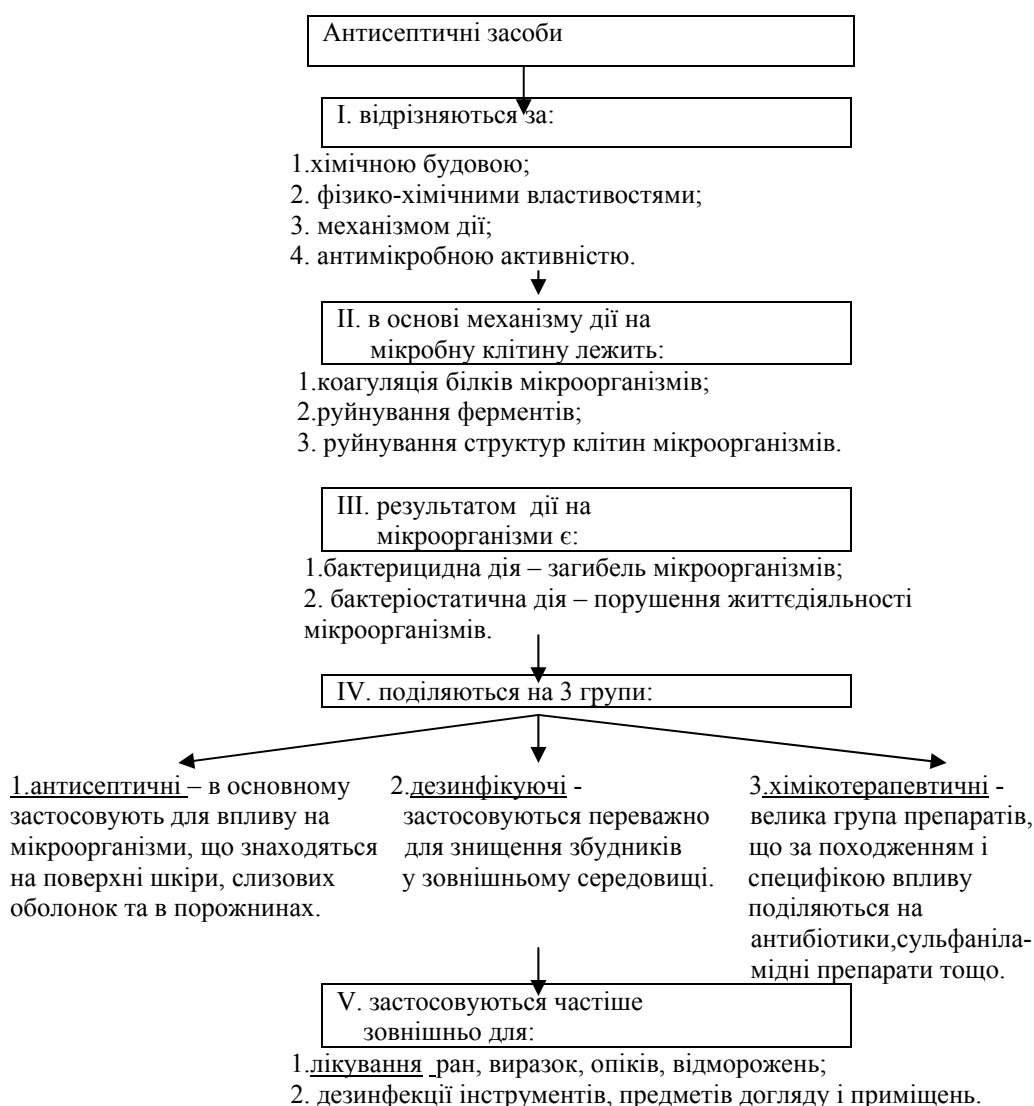 Антисептичні засоби
І. відрізняються за:
1.хімічною будовою;
2. фізико-хімічними властивостями;
3. механізмом дії;
4. антимікробною активністю.
ІІ. в основі механізму дії на
мікробну клітину лежить:
1.коагуляція білків мікроорганізмів;
2.руйнування ферментів;
3. руйнування структур клітин мікроорганізмів.
ІІІ. результатом дії на
мікроорганізми є:
1.бактерицидна дія – загибель мікроорганізмів;
2. бактеріостатична дія – порушення життєдіяльності
мікроорганізмів.
IV. поділяються на 3 групи:
1.антисептичні – в основному
застосовують для впливу на
мікроорганізми, що знаходяться
на поверхні шкіри, слизових
оболонок та в порожнинах.
2.дезинфікуючі -
застосовуються переважно
для знищення збудників
у зовнішньому середовищі.
3.хімікотерапевтичні -
велика група препаратів,
що за походженням і
специфікою впливу
поділяються на
антибіотики,сульфаніла-
мідні препарати тощо.
V. застосовуються частіше
зовнішньо для:
1.лікування ран, виразок, опіків, відморожень;
2. дезинфекції інструментів, предметів догляду і приміщень.